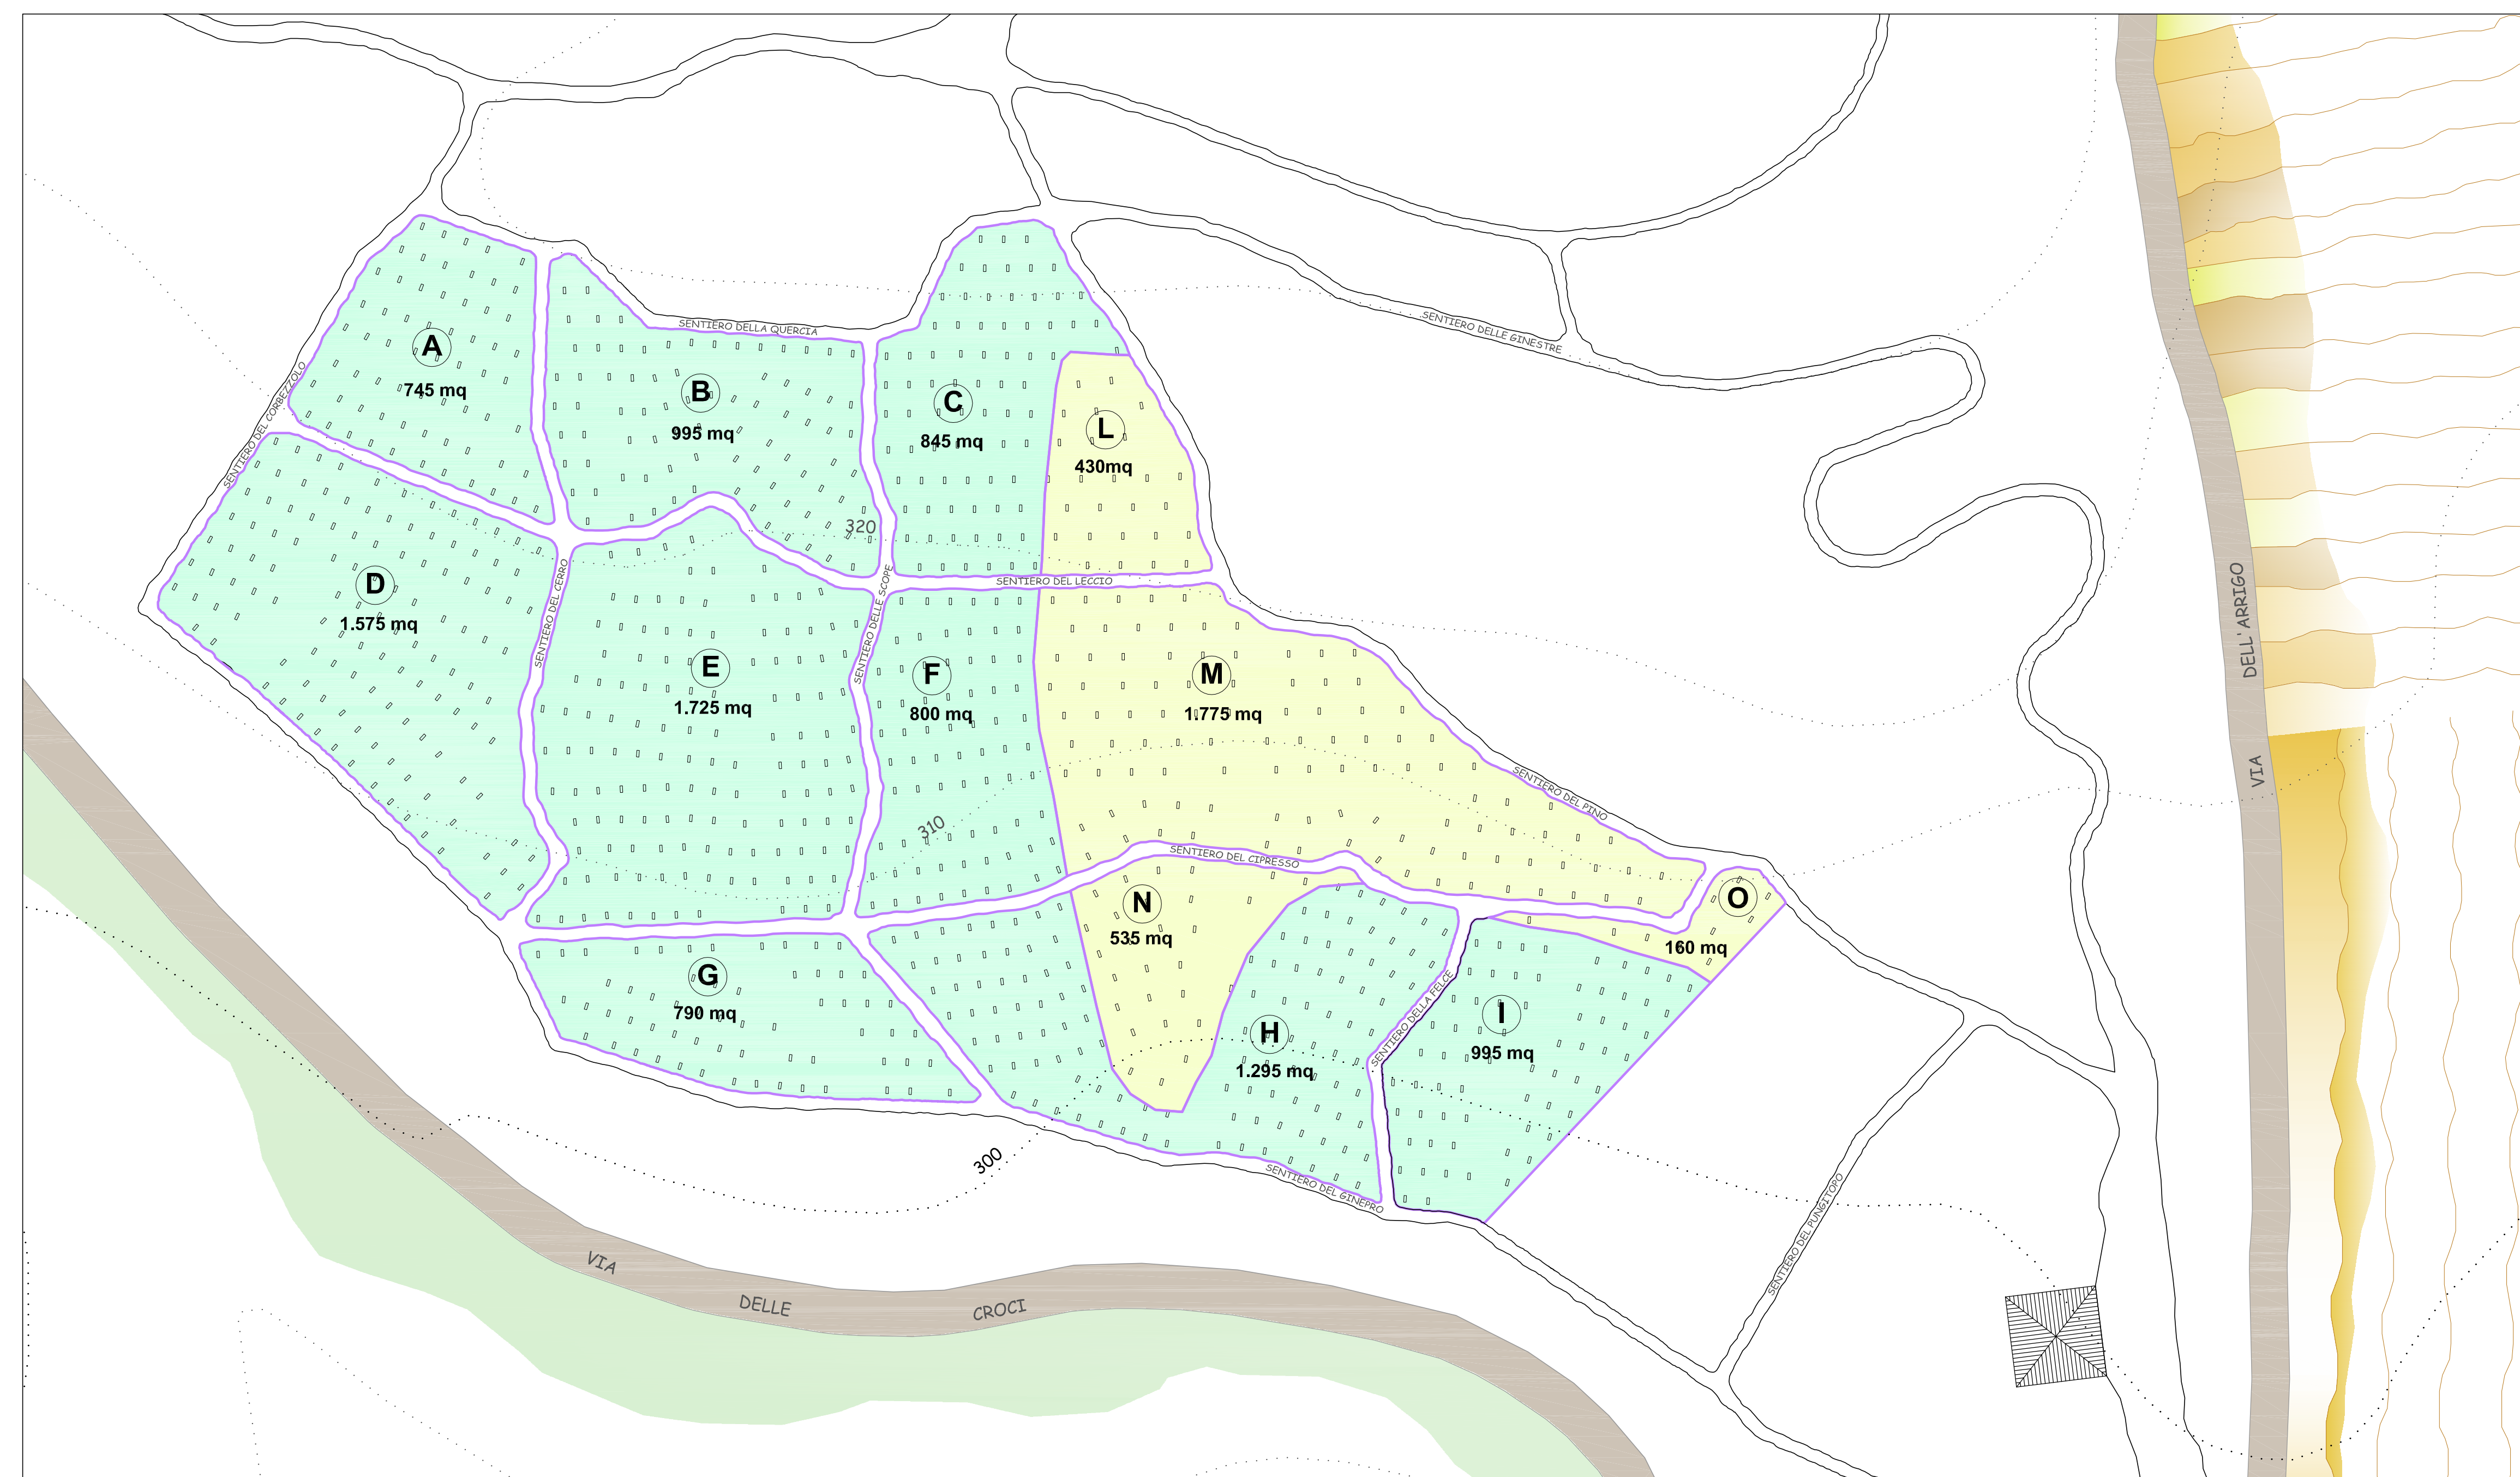 SENTIERO DELLA QUERCIA
SENTIERO DELLE GINESTRE
SENTIERO DEL CORBEZZOLO
A
745 mq
B
995 mq
C
845 mq
L
430mq
320
SENTIERO DEL LECCIO
D
1.575 mq
SENTIERO DEL CERRO
SENTIERO DELLE SCOPE
E
1.725 mq
F
800 mq
M
1.775 mq
VIA DELL'ARRIGO
SENTIERO DEL PINO
310
SENTIERO DEL CIPRESSO
N
535 mq
O
160 mq
G
790 mq
SENTIERO DELLA FELCE
H
1.295 mq
I
995 mq
300
SENTIERO DEL GINEPRO
SENTIERO DEL PUNGITOPO
VIA DELLE CROCI